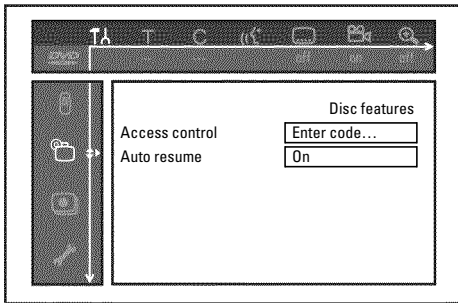 T C
DVD
off on off
Disc features
Access control Enter code...
Auto resume On